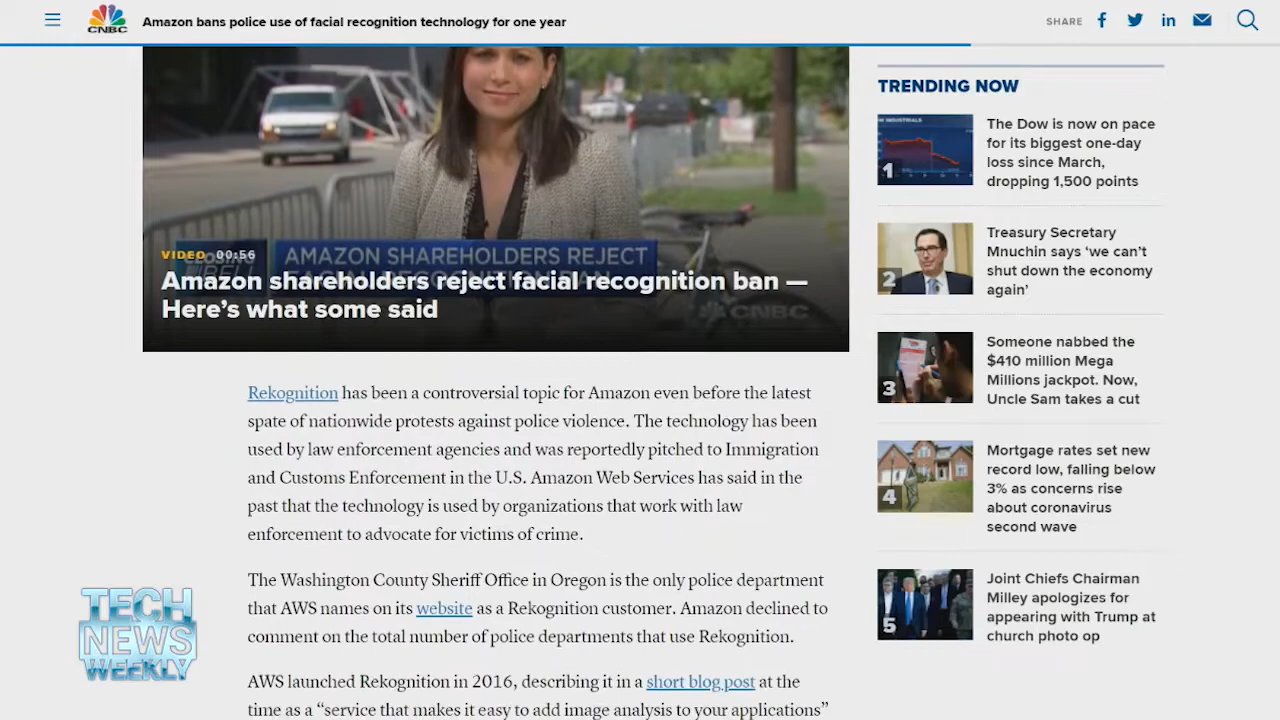 CNBC
Amazon bans police use of facial recognition technology for one year
SHARE
VIDEO 00:56
AMAZON SHAREHOLDERS REJECT
Amazon shareholders reject facial recognition ban —
Here’s what some said
CNBC
Rekognition has been a controversial topic for Amazon even before the latest
spate of nationwide protests against police violence. The technology has been
used by law enforcement agencies and was reportedly pitched to Immigration
and Customs Enforcement in the U.S. Amazon Web Services has said in the
past that the technology is used by organizations that work with law
enforcement to advocate for victims of crime.
The Washington County Sheriff Office in Oregon is the only police department
that AWS names on its website as a Rekognition customer. Amazon declined to
comment on the total number of police departments that use Rekognition.
AWS launched Rekognition in 2016, describing it in a short blog post at the
time as a “service that makes it easy to add image analysis to your applications”
TRENDING NOW
1
The Dow is now on pace
for its biggest one-day
loss since March,
dropping 1,500 points
2
Treasury Secretary
Mnuchin says ‘we can’t
shut down the economy
again’
3
Someone nabbed the
$410 million Mega
Millions jackpot. Now,
Uncle Sam takes a cut
4
Mortgage rates set new
record low, falling below
3% as concerns rise
about coronavirus
second wave
5
Joint Chiefs Chairman
Milley apologizes for
appearing with Trump at
church photo op
TECH
NEWS
WEEKLY